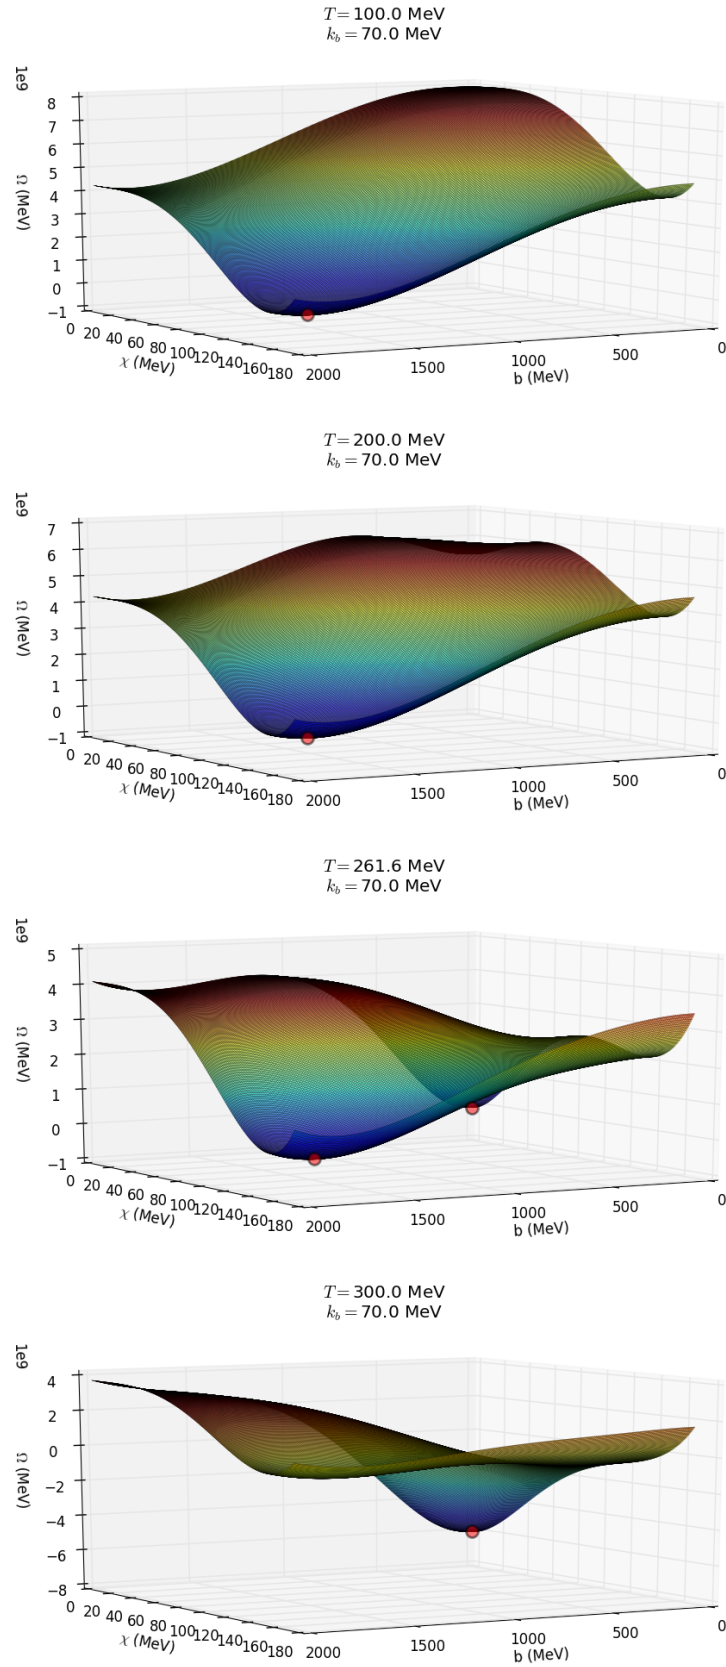 T = 100.0 MeV
k_b = 70.0 MeV
1e9
8
7
6
5
4
3
2
1
0
−1
Ω (MeV)
0 20 40 60 80 100 120 140 160 180
χ (MeV)
2000 1500 1000 500 0
b (MeV)
T = 200.0 MeV
k_b = 70.0 MeV
1e9
7
6
5
4
3
2
1
0
−1
Ω (MeV)
0 20 40 60 80 100 120 140 160 180
χ (MeV)
2000 1500 1000 500 0
b (MeV)
T = 261.6 MeV
k_b = 70.0 MeV
1e9
5
4
3
2
1
0
−1
Ω (MeV)
0 20 40 60 80 100 120 140 160 180
χ (MeV)
2000 1500 1000 500 0
b (MeV)
T = 300.0 MeV
k_b = 70.0 MeV
1e9
4
2
0
−2
−4
−6
−8
Ω (MeV)
0 20 40 60 80 100 120 140 160 180
χ (MeV)
2000 1500 1000 500 0
b (MeV)